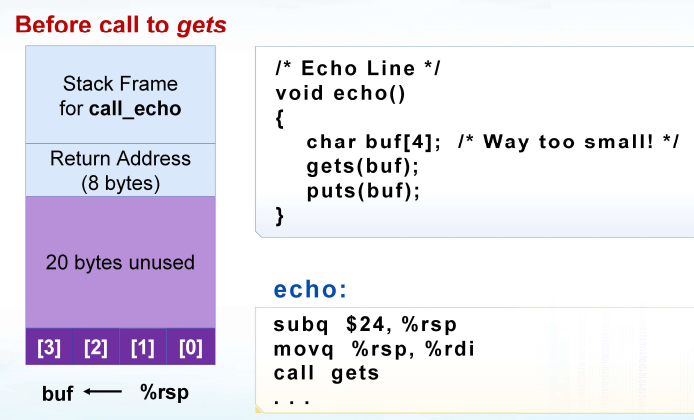 Before call to gets
Stack Frame
for call_echo
Return Address
(8 bytes)
20 bytes unused
[3] [2] [1] [0]
buf ← %rsp
/* Echo Line */
void echo()
{
char buf[4]; /* Way too small! */
gets(buf);
puts(buf);
}
echo:
subq $24, %rsp
movq %rsp, %rdi
call gets
. . .